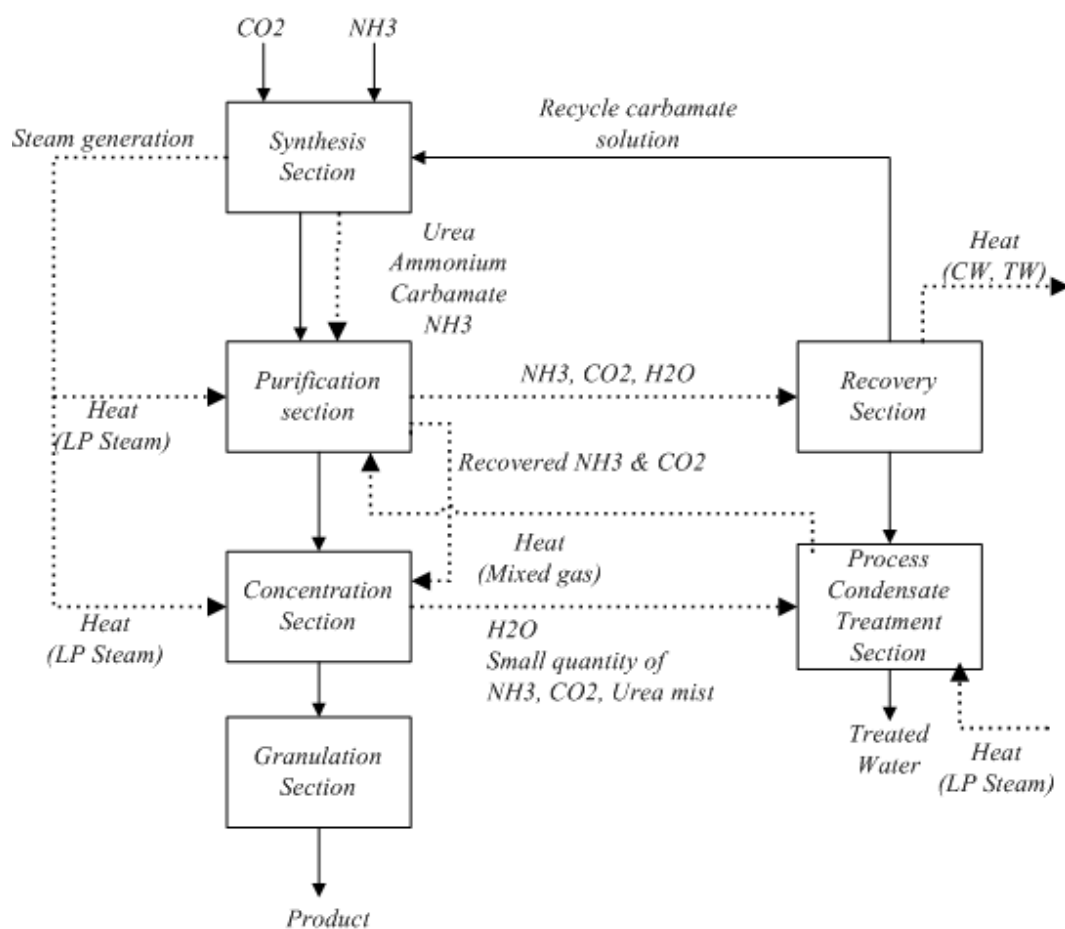 CO2
NH3
Steam generation
Synthesis
Section
Recycle carbamate
solution
Urea
Ammonium
Carbamate
NH3
Heat
(CW, TW)
Purification
section
NH3, CO2, H2O
Recovery
Section
Heat
(LP Steam)
Recovered NH3 & CO2
Heat
(Mixed gas)
Concentration
Section
Process
Condensate
Treatment
Section
Heat
(LP Steam)
H2O
Small quantity of
NH3, CO2, Urea mist
Granulation
Section
Treated
Water
Heat
(LP Steam)
Product